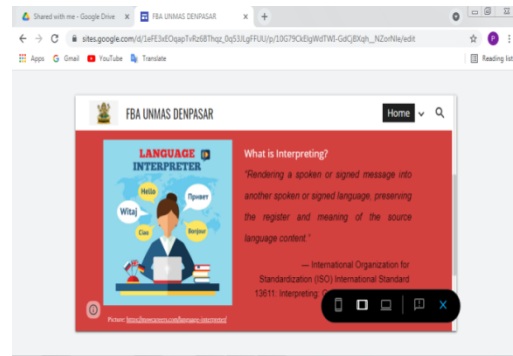 Shared with me - Google Drive
FBA UNMAS DENPASAR
sites.google.com/d/
/edit
Apps Gmail YouTube Translate
Reading list
FBA UNMAS DENPASAR
Home
LANGUAGE
INTERPRETER
Hello
Привет
Witaj
Ciao
Bonjour
What is Interpreting?
"Rendering a spoken or signed message into
another spoken or signed language, preserving
the register and meaning of the source
language content."
— International Organization for
Standardization (ISO) International Standard
13611: Interpreting:
Picture: